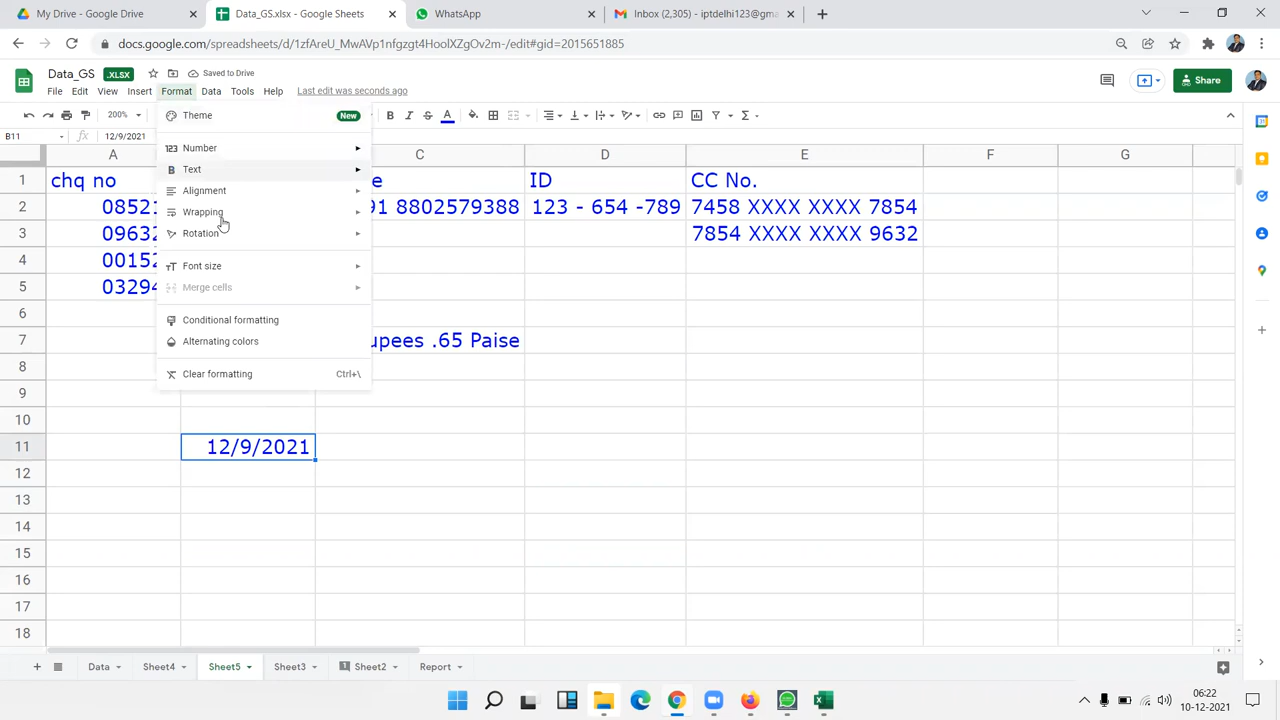 My Drive - Google Drive
Data_GS.xlsx - Google Sheets
WhatsApp
Inbox (2,305) - iptdelhi123@gma
docs.google.com/spreadsheets/d/1zfAreU_MwAVp1nfgzgt4HoolXZgOv2m-/edit#gid=2015651885
Data_GS .XLSX Saved to Drive
File Edit View Insert Format Data Tools Help Last edit was seconds ago
Share
200%
B11 12/9/2021
Theme New
Number
Text
Alignment
Wrapping
Rotation
Font size
Merge cells
Conditional formatting
Alternating colors
Clear formatting Ctrl+\
A C D E F G
1 chq no ID CC No.
2 91 8802579388 123 - 654 -789 7458 XXXX XXXX 7854
3 0963 7854 XXXX XXXX 9632
4 0015
5 0329
6
7 upees .65 Paise
8
9
10
11 12/9/2021
12
13
14
15
16
17
18
Data Sheet4 Sheet5 Sheet3 1 Sheet2 Report
06:22
10-12-2021